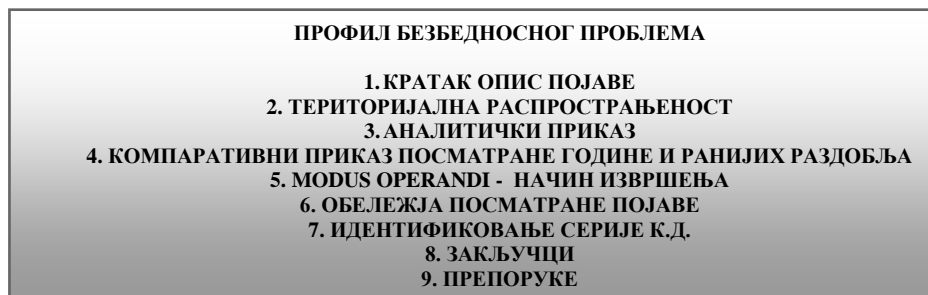 ПРОФИЛ БЕЗБЕДНОСНОГ ПРОБЛЕМА
1. КРАТАК ОПИС ПОЈАВЕ
2. ТЕРИТОРИЈАЛНА РАСПРОСТРАЊЕНОСТ
3. АНАЛИТИЧКИ ПРИКАЗ
4. КОМПАРАТИВНИ ПРИКАЗ ПОСМАТРАНЕ ГОДИНЕ И РАНИЈИХ РАЗДОБЉА
5. MODUS OPERANDI - НАЧИН ИЗВРШЕЊА
6. ОБЕЛЕЖЈА ПОСМАТРАНЕ ПОЈАВЕ
7. ИДЕНТИФИКОВАЊЕ СЕРИЈЕ К.Д.
8. ЗАКЉУЧЦИ
9. ПРЕПОРУКЕ